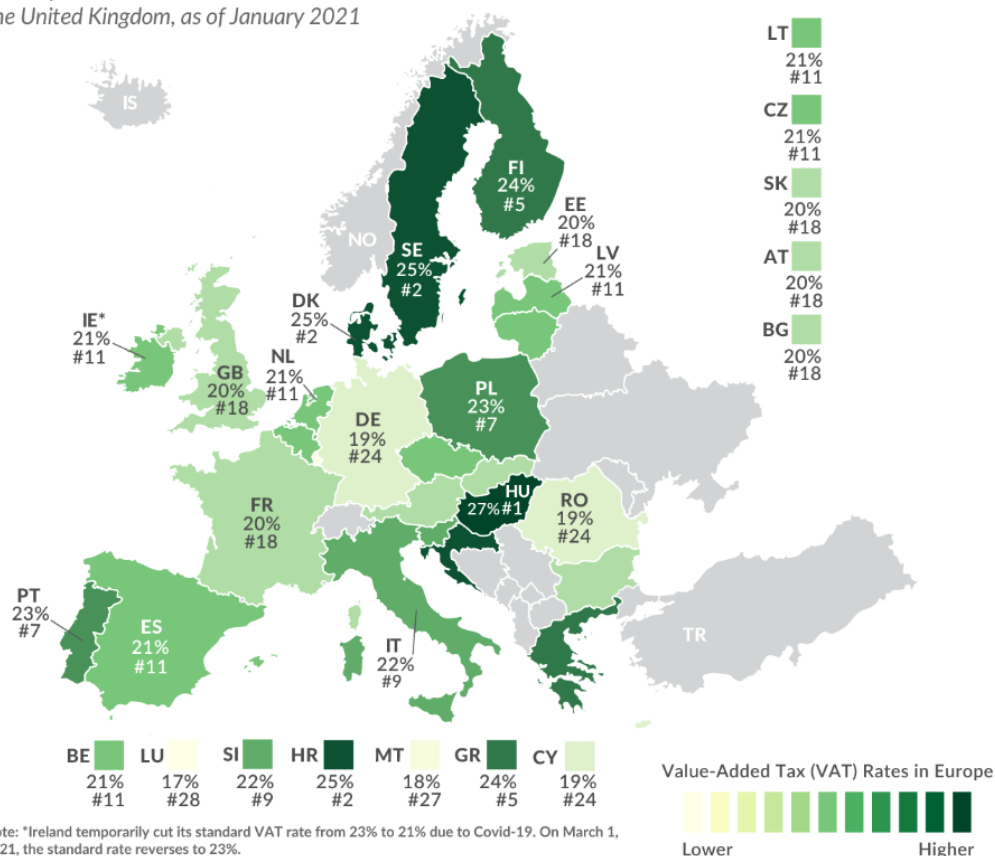 the United Kingdom, as of January 2021
IS
NO
SE
25%
#2
FI
24%
#5
EE
20%
#18
LV
21%
#11
LT
21%
#11
CZ
21%
#11
SK
20%
#18
AT
20%
#18
BG
20%
#18
DK
25%
#2
IE*
21%
#11
GB
20%
#18
NL
21%
#11
DE
19%
#24
PL
23%
#7
FR
20%
#18
HU
27% #1
RO
19%
#24
PT
23%
#7
ES
21%
#11
IT
22%
#9
TR
BE
21%
#11
LU
17%
#28
SI
22%
#9
HR
25%
#2
MT
18%
#27
GR
24%
#5
CY
19%
#24
Value-Added Tax (VAT) Rates in Europe
Lower Higher
ote: *Ireland temporarily cut its standard VAT rate from 23% to 21% due to Covid-19. On March 1,
21, the standard rate reverses to 23%.